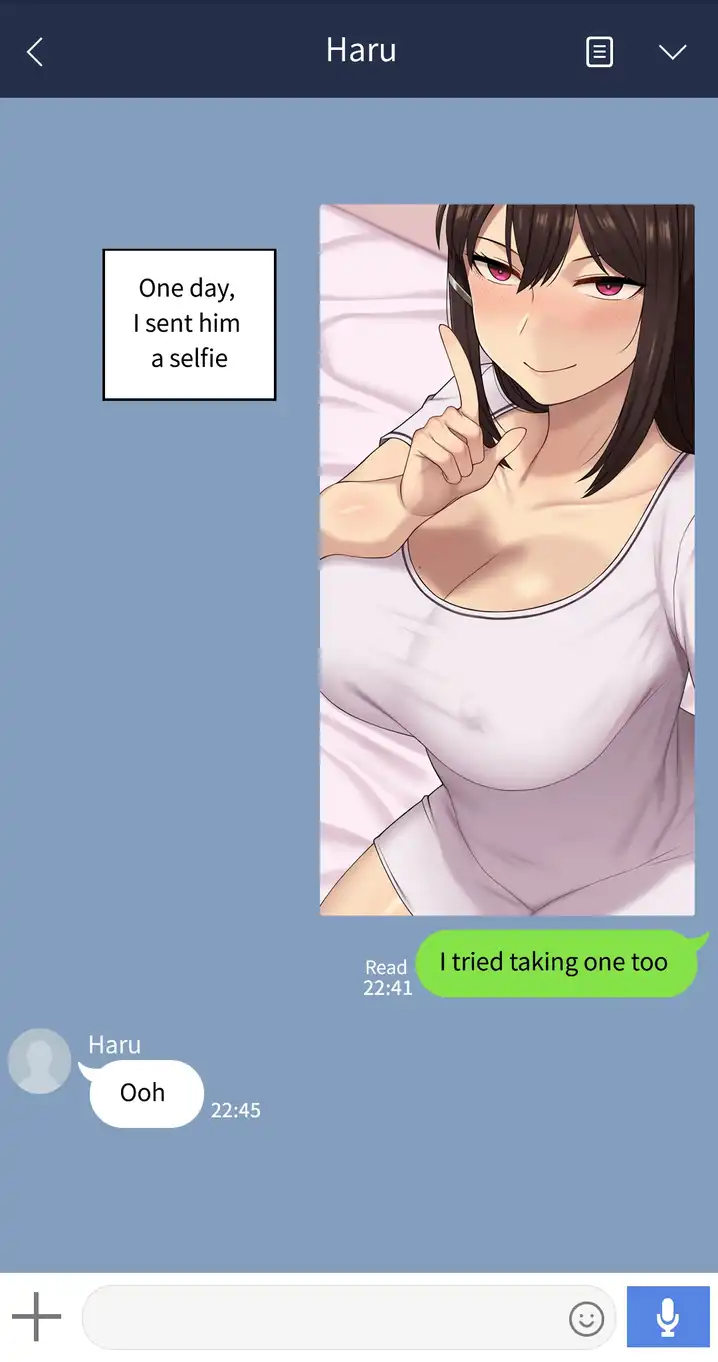 Haru
One day,
I sent him
a selfie
I tried taking one too
Read
22:41
Haru
Ooh
22:45